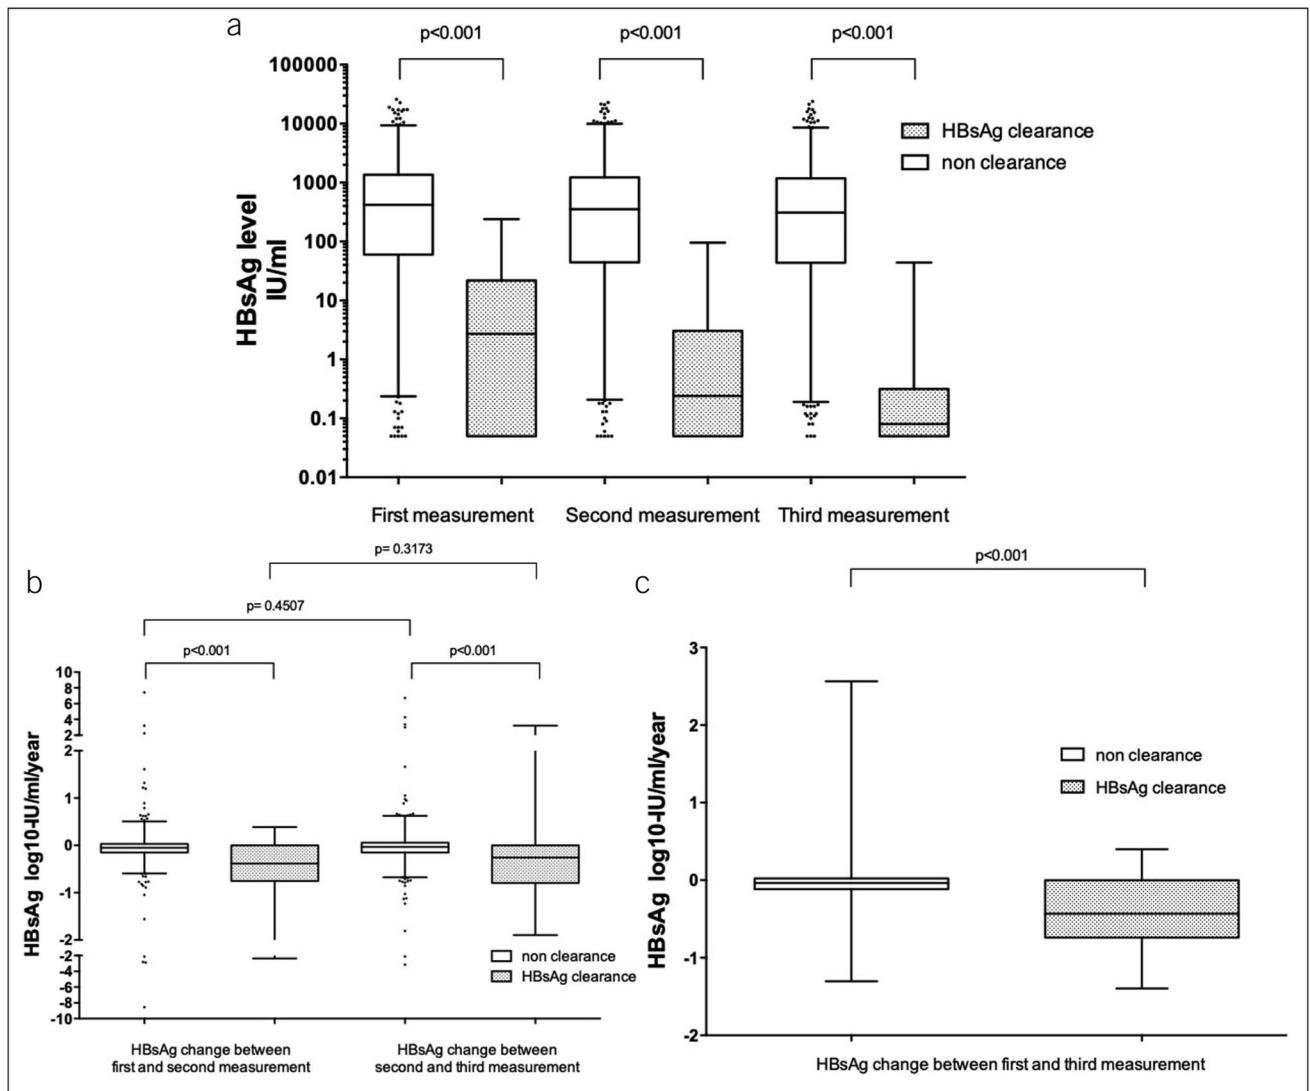 a
p<0.001 p<0.001 p<0.001
100000
10000
1000
100
10
1
0.1
0.01
HBsAg level
IU/ml
HBsAg clearance
non clearance
First measurement Second measurement Third measurement
b
p= 0.3173
p= 0.4507
p<0.001 p<0.001
10
8
6
4
2
2
1
0
-1
-2
-2
-4
-6
-8
-10
HBsAg log10-IU/ml/year
non clearance
HBsAg clearance
HBsAg change between
first and second measurement
HBsAg change between
second and third measurement
c
p<0.001
3
2
1
0
-1
-2
HBsAg log10-IU/ml/year
non clearance
HBsAg clearance
HBsAg change between first and third measurement